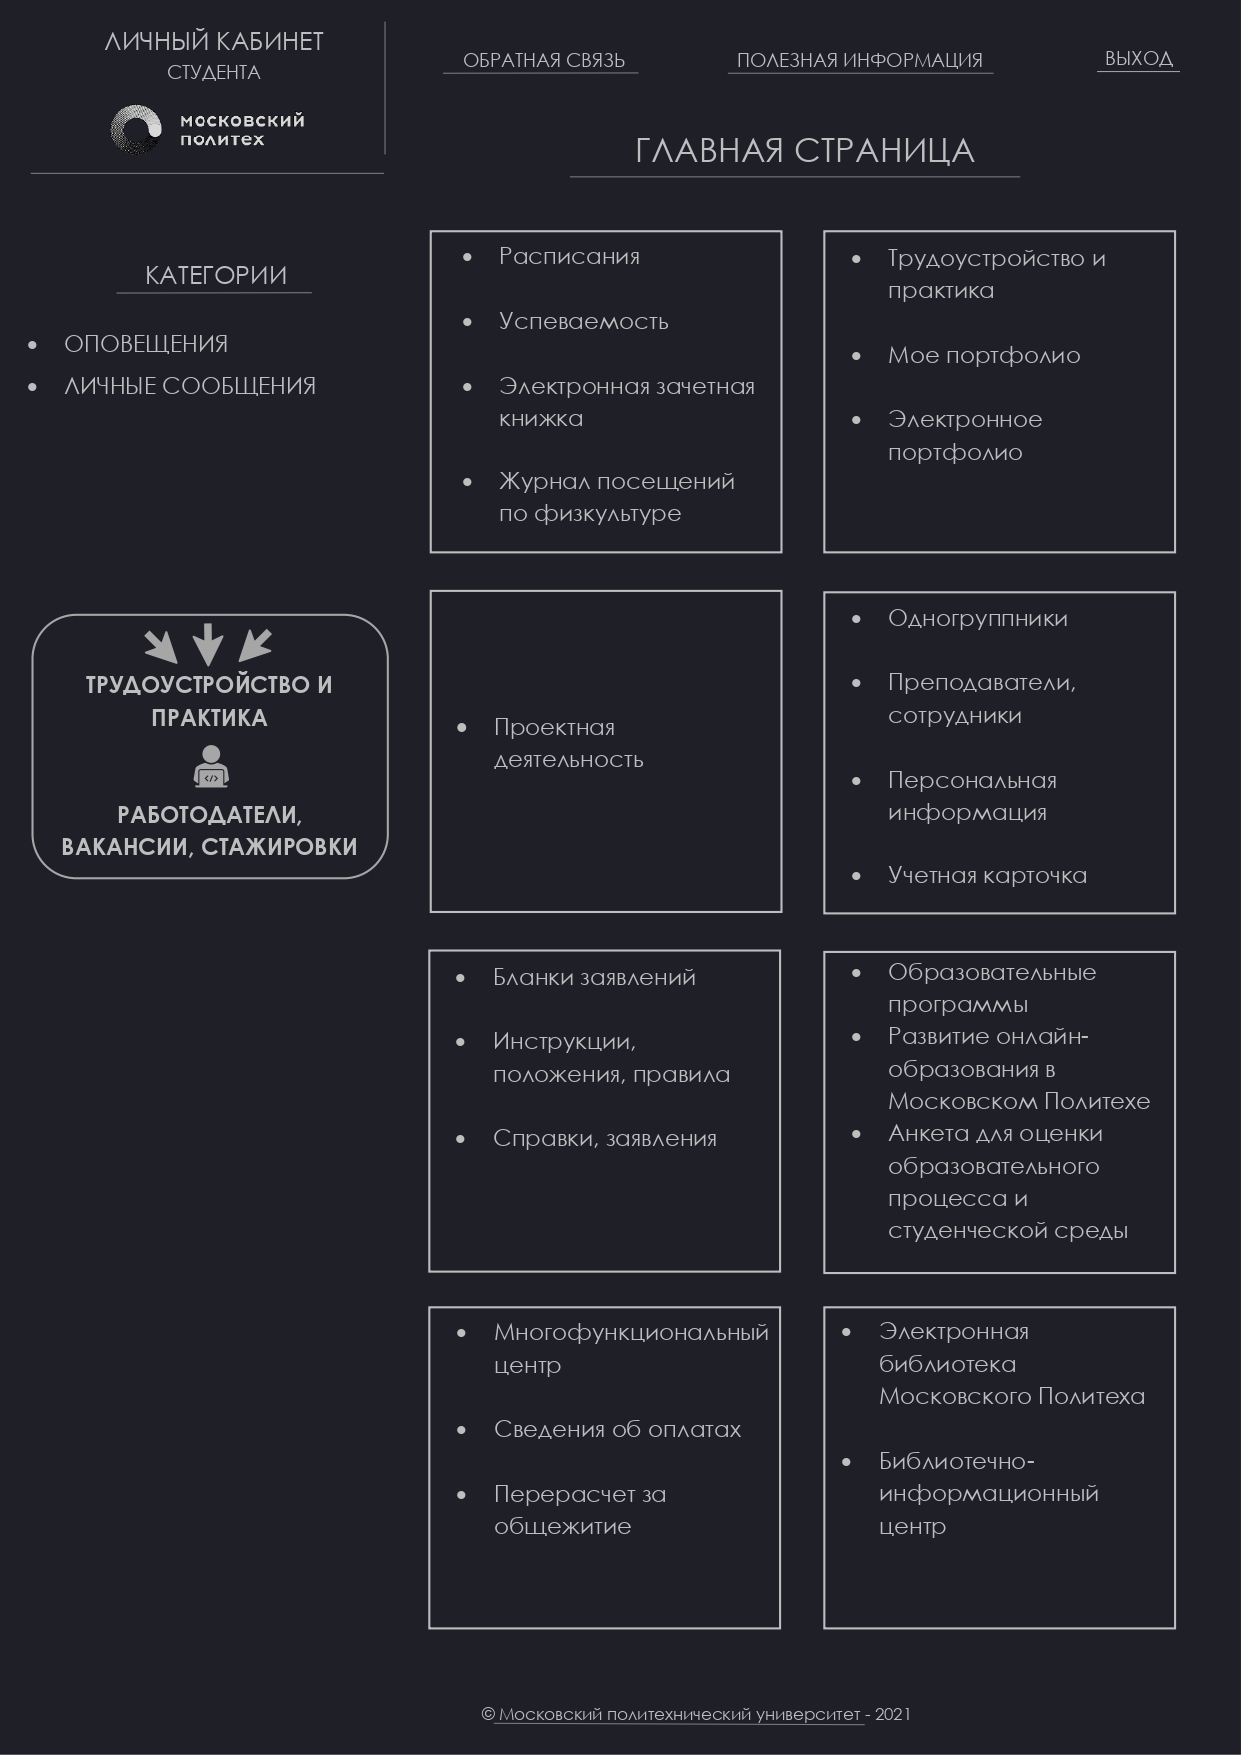 ЛИЧНЫЙ КАБИНЕТ
СТУДЕНТА
московский
политех
ОБРАТНАЯ СВЯЗЬ
ПОЛЕЗНАЯ ИНФОРМАЦИЯ
ВЫХОД
ГЛАВНАЯ СТРАНИЦА
КАТЕГОРИИ
• ОПОВЕЩЕНИЯ
• ЛИЧНЫЕ СООБЩЕНИЯ
ТРУДОУСТРОЙСТВО И
ПРАКТИКА
</>
РАБОТОДАТЕЛИ,
ВАКАНСИИ, СТАЖИРОВКИ
• Расписания
• Успеваемость
• Электронная зачетная
книжка
• Журнал посещений
по физкультуре
• Трудоустройство и
практика
• Мое портфолио
• Электронное
портфолио
• Проектная
деятельность
• Одногруппники
• Преподаватели,
сотрудники
• Персональная
информация
• Учетная карточка
• Бланки заявлений
• Инструкции,
положения, правила
• Справки, заявления
• Образовательные
программы
• Развитие онлайн-
образования в
Московском Политехе
• Анкета для оценки
образовательного
процесса и
студенческой среды
• Многофункциональный
центр
• Сведения об оплатах
• Перерасчет за
общежитие
• Электронная
библиотека
Московского Политеха
• Библиотечно-
информационный
центр
© Московский политехнический университет - 2021